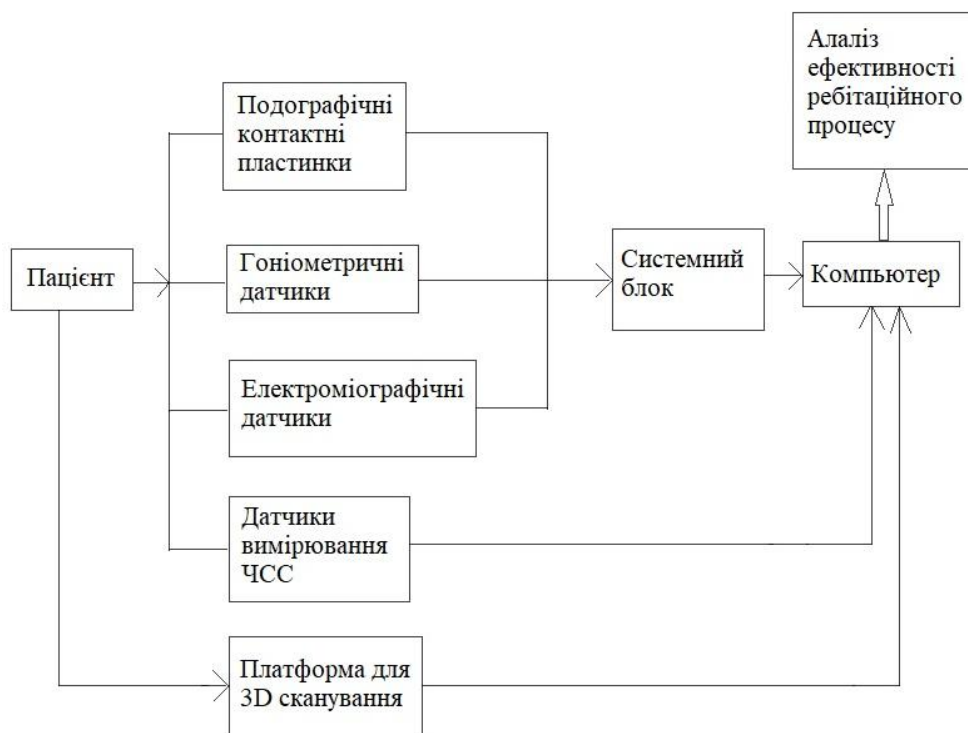 Алаліз
ефективності
ребітаційного
процесу
Подографічні
контактні
пластинки
Пацієнт
Гоніометричні
датчики
Системний
блок
Компьютер
Електроміографічні
датчики
Датчики
вимірювання
ЧСС
Платформа для
3D сканування